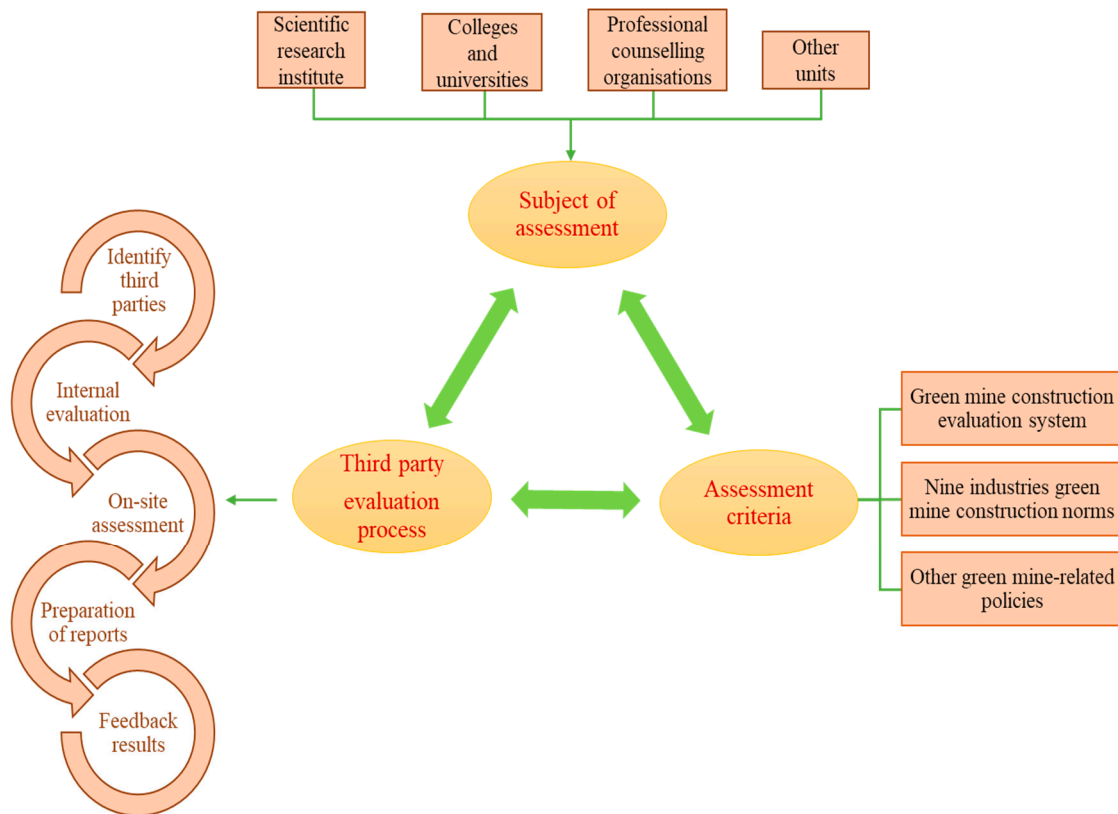 Scientific
research
institute
Colleges
and
universities
Professional
counselling
organisations
Other
units
Subject of
assessment
Identify
third
parties
Internal
evaluation
On-site
assessment
Preparation
of reports
Feedback
results
Third party
evaluation
process
Assessment
criteria
Green mine construction
evaluation system
Nine industries green
mine construction norms
Other green mine-related
policies